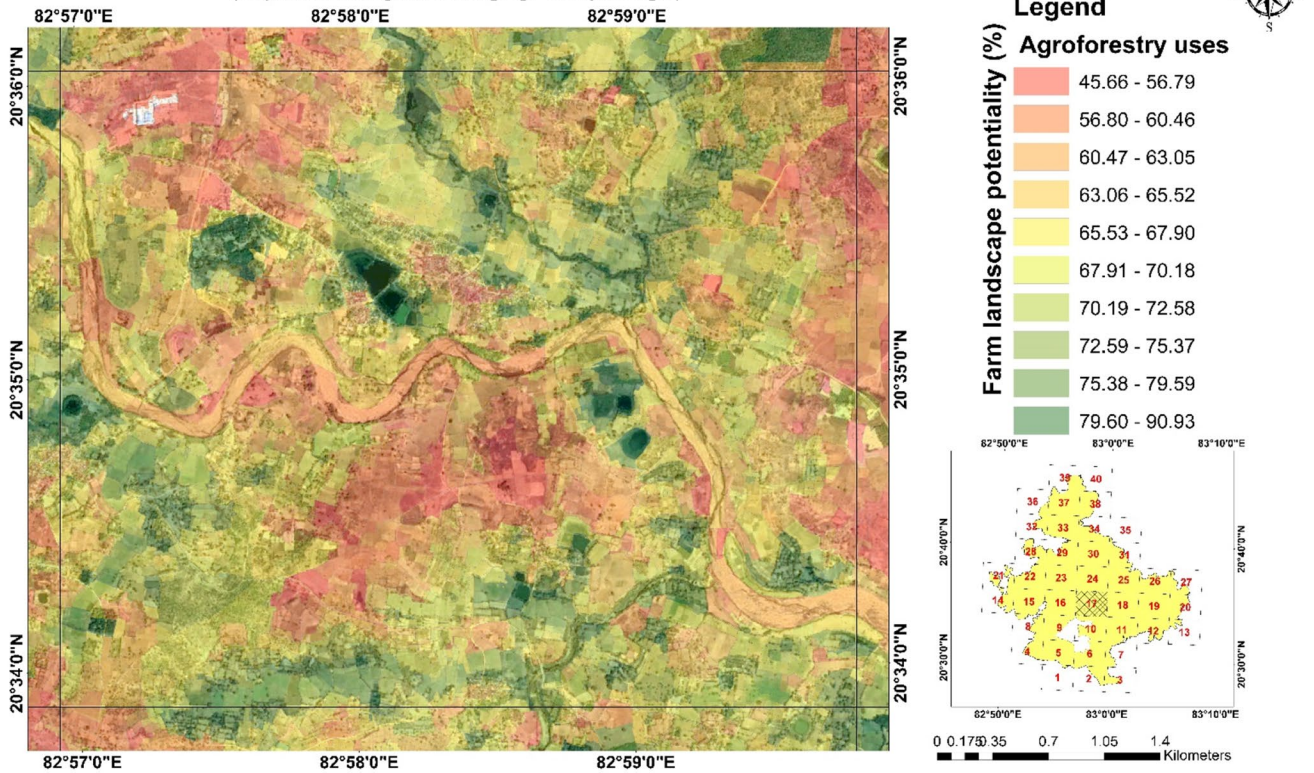 82°57'0"E 82°58'0"E 82°59'0"E
20°36'0"N
20°35'0"N
20°34'0"N
20°36'0"N
20°35'0"N
20°34'0"N
82°57'0"E 82°58'0"E 82°59'0"E
S
Legend
Agroforestry uses
Farm landscape potentiality (%)
45.66 - 56.79
56.80 - 60.46
60.47 - 63.05
63.06 - 65.52
65.53 - 67.90
67.91 - 70.18
70.19 - 72.58
72.59 - 75.37
75.38 - 79.59
79.60 - 90.93
82°50'0"E 83°0'0"E 83°10'0"E
20°40'0"N
20°30'0"N
20°40'0"N
20°30'0"N
39 40
36 37 38
32 33 34 35
28 29 30 31
21 22 23 24 25 26 27
14 15 16 17 18 19 20
8 9 10 11 12 13
4 5 6 7
1 2 3
82°50'0"E 83°0'0"E 83°10'0"E
0 0.175 0.35 0.7 1.05 1.4
Kilometers